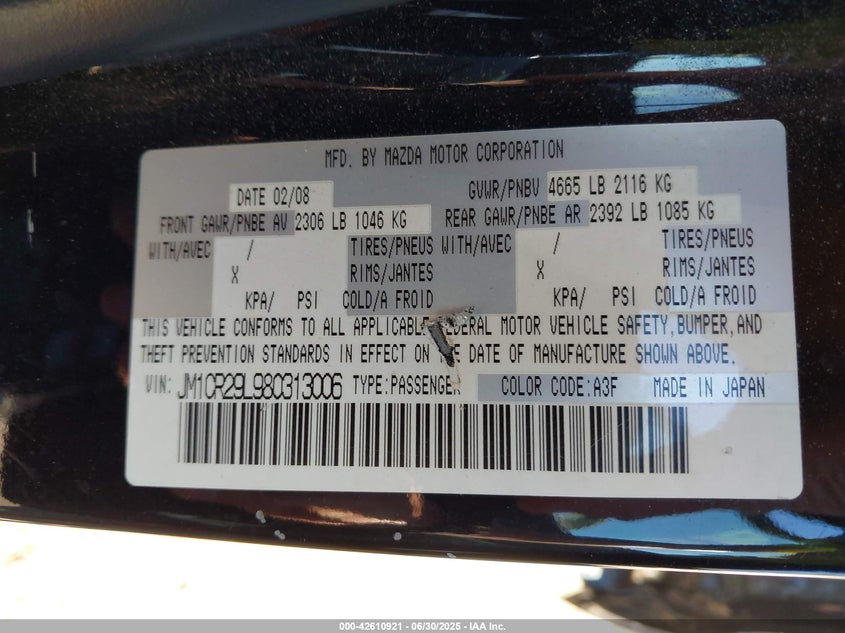 MFD. BY MAZDA MOTOR CORPORATION
DATE 02/08 GVWR/PNBV 4665 LB 2116 KG
FRONT GAWR/PNBE AV 2306 LB 1046 KG REAR GAWR/PNBE AR 2392 LB 1085 KG
WITH/AVEC / TIRES/PNEUS WITH/AVEC / TIRES/PNEUS
X RIMS/JANTES X RIMS/JANTES
KPA/ PSI COLD/A FROID KPA/ PSI COLD/A FROID
THIS VEHICLE CONFORMS TO ALL APPLICABLE FEDERAL MOTOR VEHICLE SAFETY, BUMPER, AND
THEFT PREVENTION STANDARDS IN EFFECT ON THE DATE OF MANUFACTURE SHOWN ABOVE.
VIN: JM1CR29L980313006 TYPE:PASSENGER COLOR CODE:A3F MADE IN JAPAN
000-42610921 - 06/30/2025 - IAA Inc.